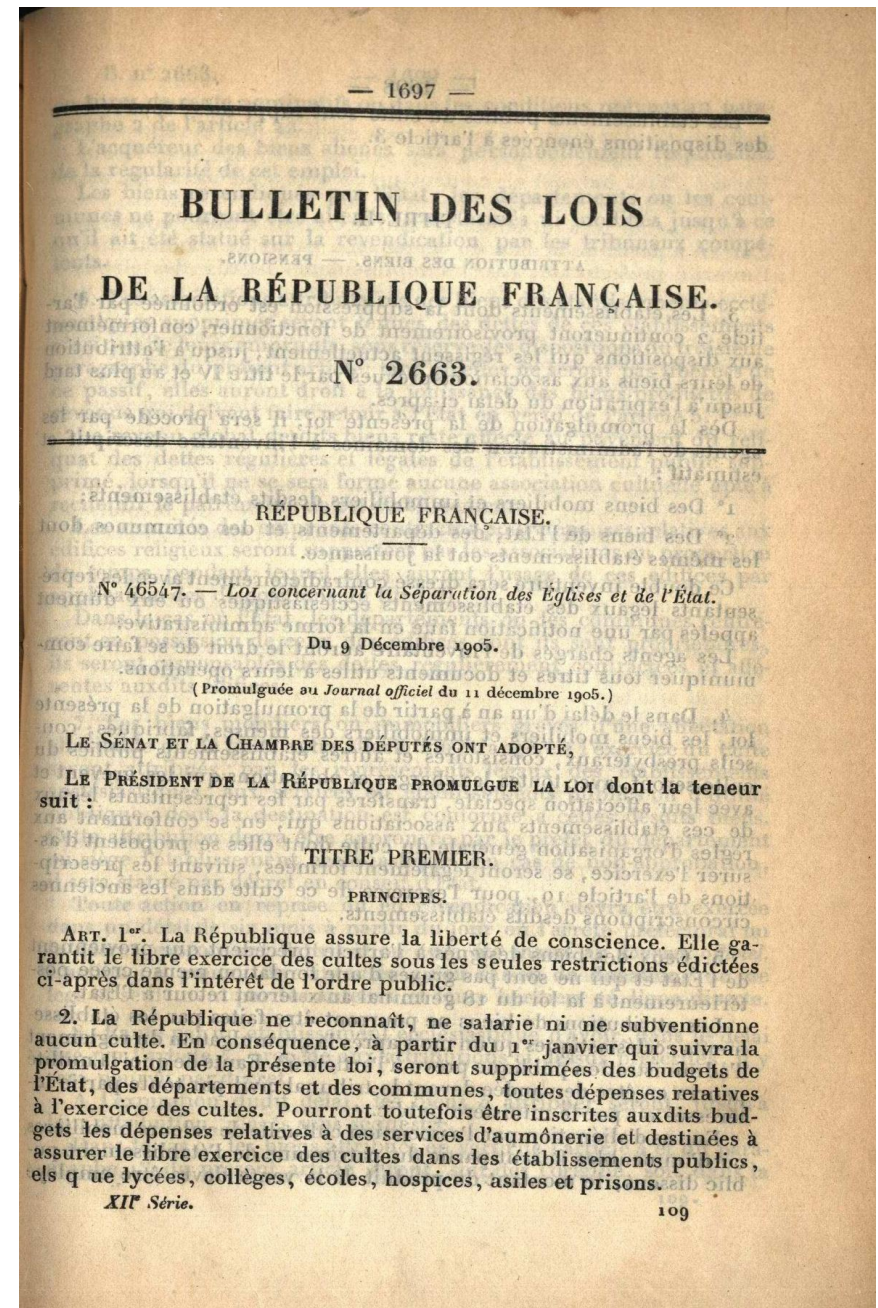 — 1697 —
BULLETIN DES LOIS
DE LA RÉPUBLIQUE FRANÇAISE.
N° 2663.
RÉPUBLIQUE FRANÇAISE.
N° 46547. — Loi concernant la Séparation des Églises et de l'État.
Du 9 Décembre 1905.
(Promulguée au Journal officiel du 11 décembre 1905.)
Le Sénat et la Chambre des députés ont adopté,
Le Président de la République promulgue la loi dont la teneur
suit :
TITRE PREMIER.
PRINCIPES.
Art. 1er. La République assure la liberté de conscience. Elle ga-
rantit le libre exercice des cultes sous les seules restrictions édictées
ci-après dans l'intérêt de l'ordre public.
2. La République ne reconnaît, ne salarie ni ne subventionne
aucun culte. En conséquence, à partir du 1er janvier qui suivra la
promulgation de la présente loi, seront supprimées des budgets de
l'État, des départements et des communes, toutes dépenses relatives
à l'exercice des cultes. Pourront toutefois être inscrites auxdits bud-
gets les dépenses relatives à des services d'aumônerie et destinées à
assurer le libre exercice des cultes dans les établissements publics,
els q ue lycées, collèges, écoles, hospices, asiles et prisons.
XIIe Série.
109